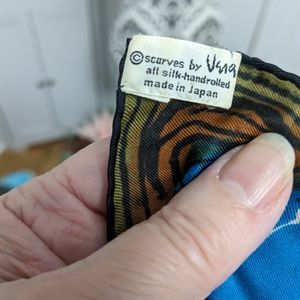 © scarves by Vera
all silk-handrolled
made in Japan